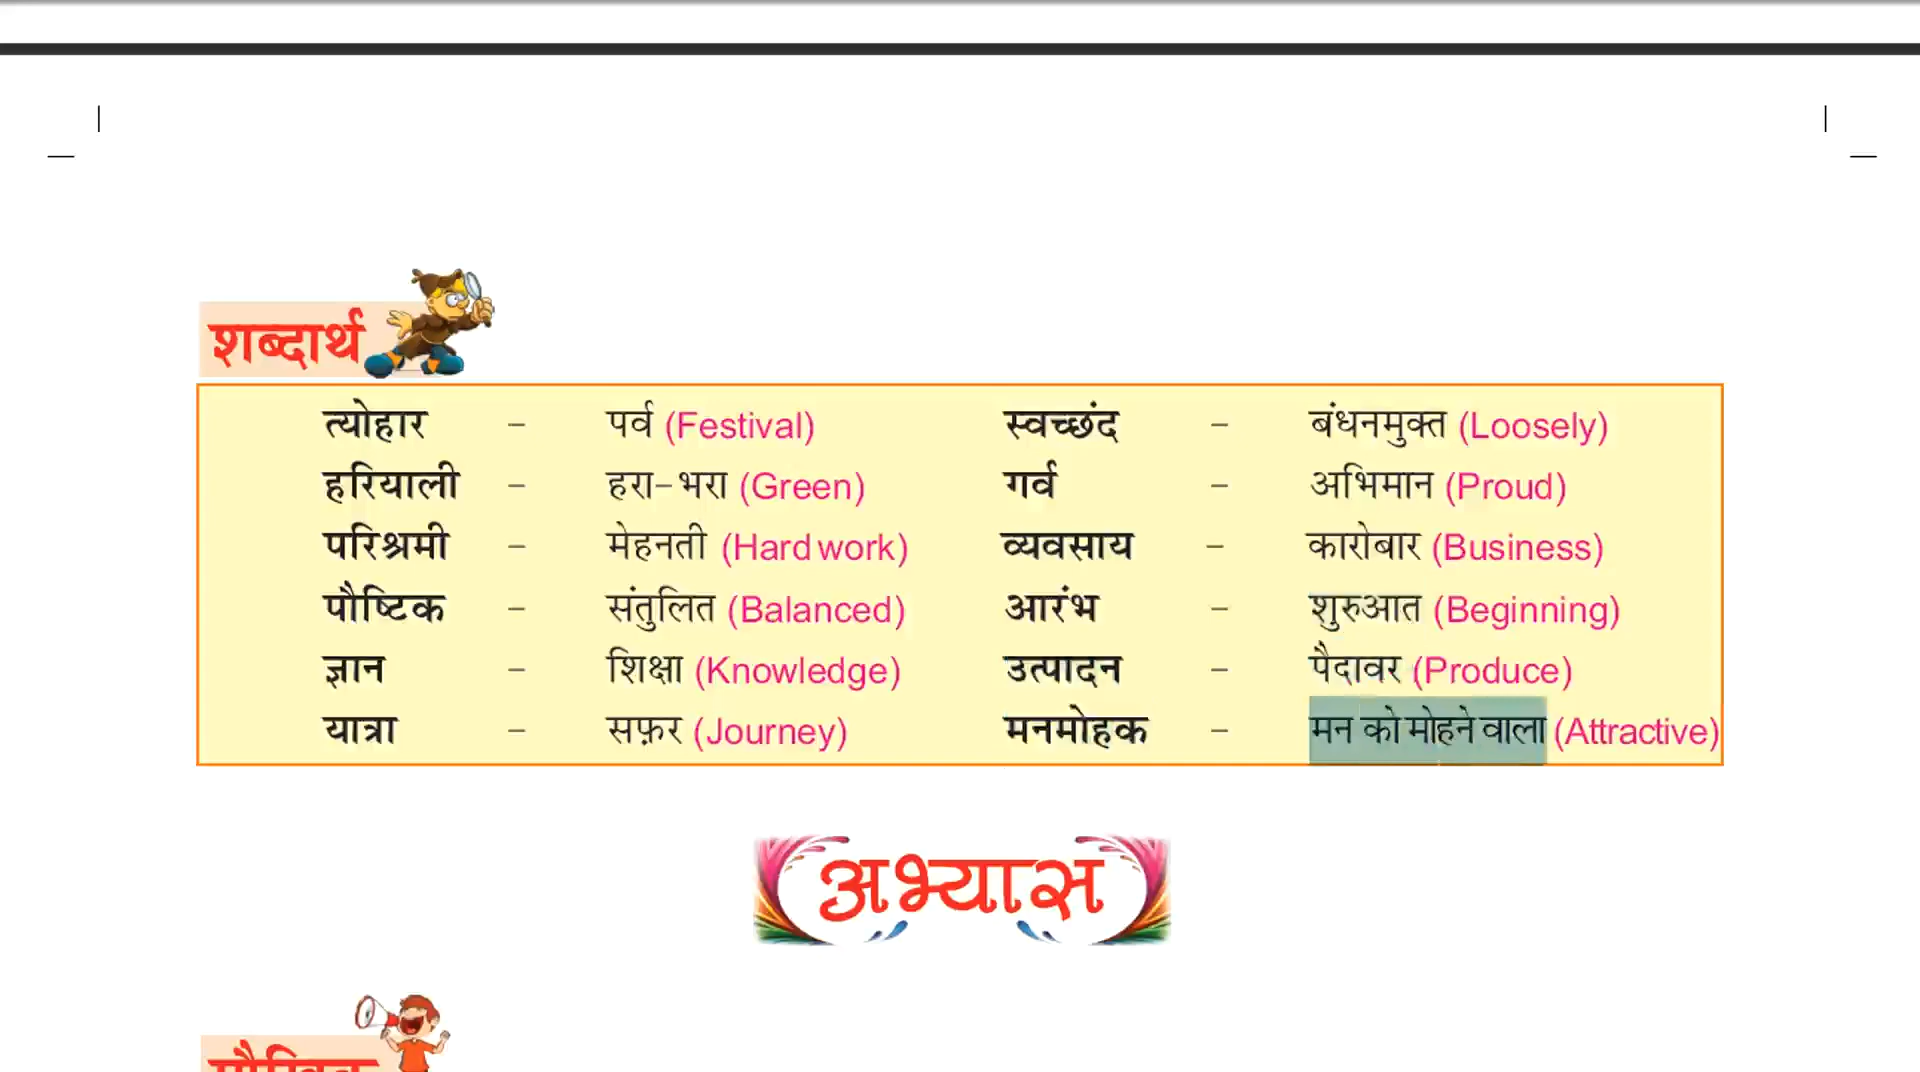 शब्दार्थ
त्योहार – पर्व (Festival) स्वच्छंद – बंधनमुक्त (Loosely)
हरियाली – हरा-भरा (Green) गर्व – अभिमान (Proud)
परिश्रमी – मेहनती (Hard work) व्यवसाय – कारोबार (Business)
पौष्टिक – संतुलित (Balanced) आरंभ – शुरुआत (Beginning)
ज्ञान – शिक्षा (Knowledge) उत्पादन – पैदावर (Produce)
यात्रा – सफ़र (Journey) मनमोहक – मन को मोहने वाला (Attractive)
अभ्यास